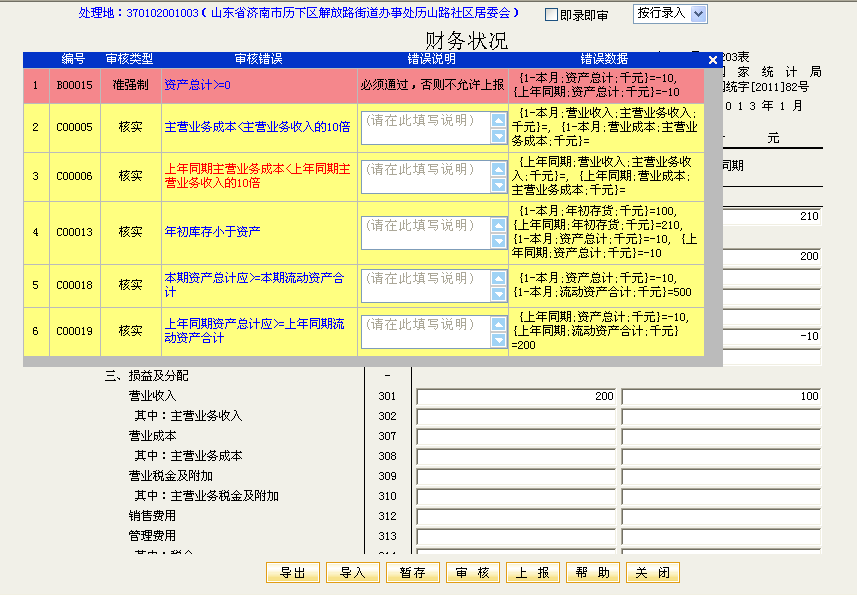 处理地：370102001003（山东省济南市历下区解放路街道办事处历山路社区居委会）
即录即审
按行录入
财务状况
203表
国 家 统 计 局
统字[2011]82号
013年1月
元
同期
编号 审核类型 审核错误 错误说明 错误数据 ×
1 B00015 准强制 资产总计>=0 必须通过，否则不允许上报 {1-本月;资产总计;千元}=-10,
{上年同期;资产总计;千元}=-10
2 C00005 核实 主营业务成本<主营业务收入的10倍 (请在此填写说明) {1-本月;营业收入;主营业务收入;
千元}=, {1-本月;营业成本;主营业
务成本;千元}=
3 C00006 核实 上年同期主营业务成本<上年同期主
营业务收入的10倍 (请在此填写说明) {上年同期;营业收入;主营业务收
入;千元}=, {上年同期;营业成本;
主营业务成本;千元}=
4 C00013 核实 年初库存小于资产 (请在此填写说明) {1-本月;年初存货;千元}=100,
{上年同期;年初存货;千元}=210,
{1-本月;资产总计;千元}=-10, {上
年同期;资产总计;千元}=-10
5 C00018 核实 本期资产总计应>=本期流动资产合
计 (请在此填写说明) {1-本月;资产总计;千元}=-10,
{1-本月;流动资产合计;千元}=500
6 C00019 核实 上年同期资产总计应>=上年同期流
动资产合计 (请在此填写说明) {上年同期;资产总计;千元}=-10,
{上年同期;流动资产合计;千元}
=200
210
200
-10
三、损益及分配 -
营业收入 301 200 100
其中：主营业务收入 302
营业成本 307
其中：主营业务成本 308
营业税金及附加 309
其中：主营业务税金及附加 310
销售费用 312
管理费用 313
导出 导入 暂存 审 核 上 报 帮 助 关 闭